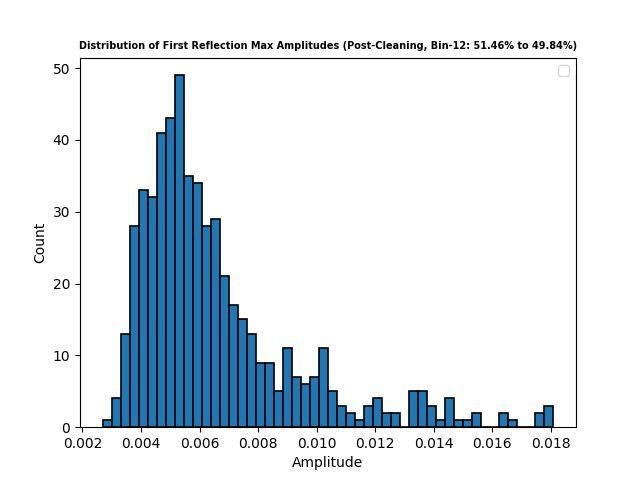 Distribution of First Reflection Max Amplitudes (Post-Cleaning, Bin-12: 51.46% to 49.84%)
50
40
30
20
10
0
Count
0.002 0.004 0.006 0.008 0.010 0.012 0.014 0.016 0.018
Amplitude